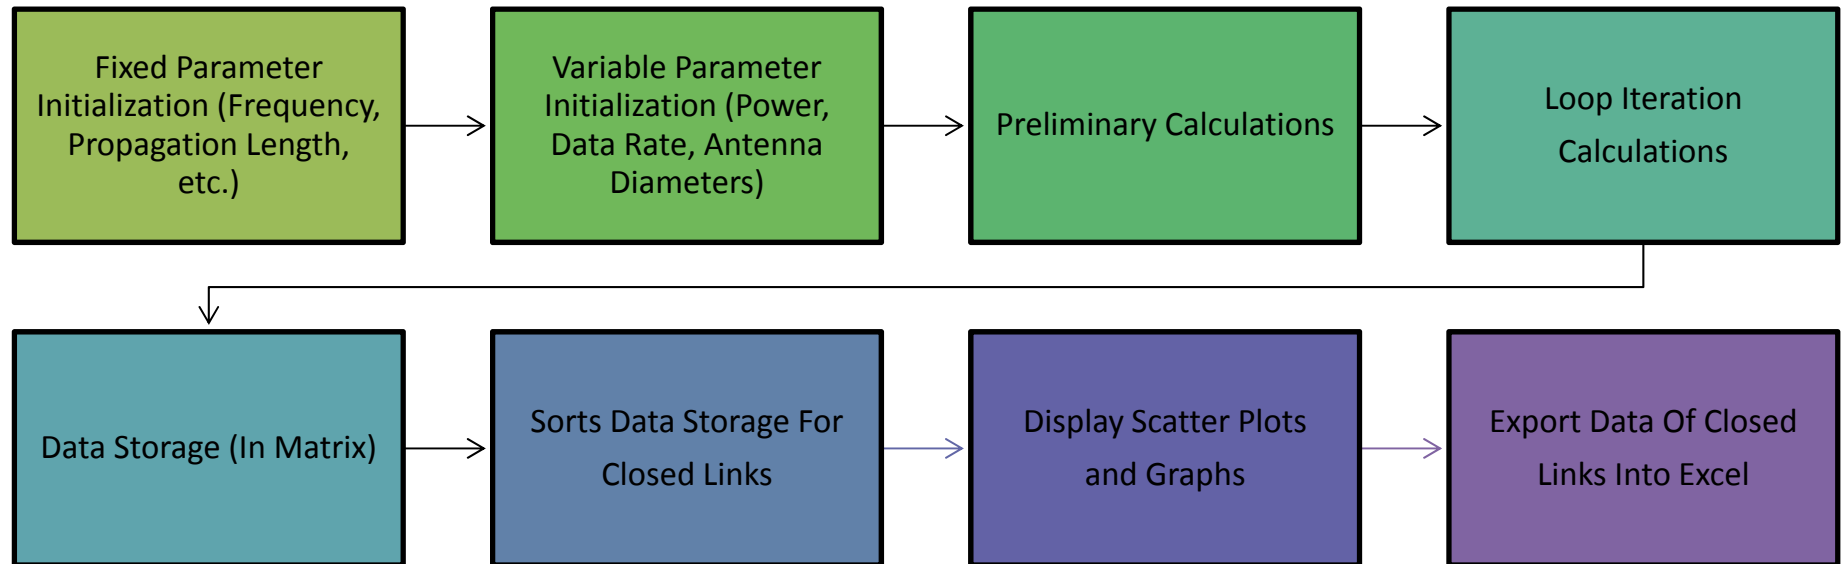 Fixed Parameter
Initialization (Frequency,
Propagation Length,
etc.)
Variable Parameter
Initialization (Power,
Data Rate, Antenna
Diameters)
Preliminary Calculations
Loop Iteration
Calculations
Data Storage (In Matrix)
Sorts Data Storage For
Closed Links
Display Scatter Plots
and Graphs
Export Data Of Closed
Links Into Excel